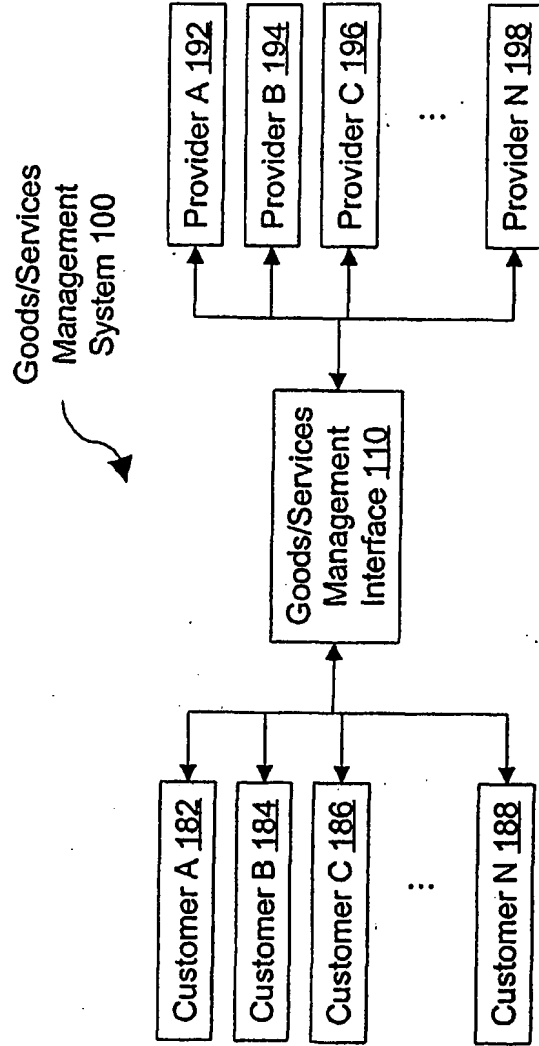 Goods/Services
Management
System 100
Customer A 182
Customer B 184
Customer C 186
...
Customer N 188
Goods/Services
Management
Interface 110
Provider A 192
Provider B 194
Provider C 196
...
Provider N 198